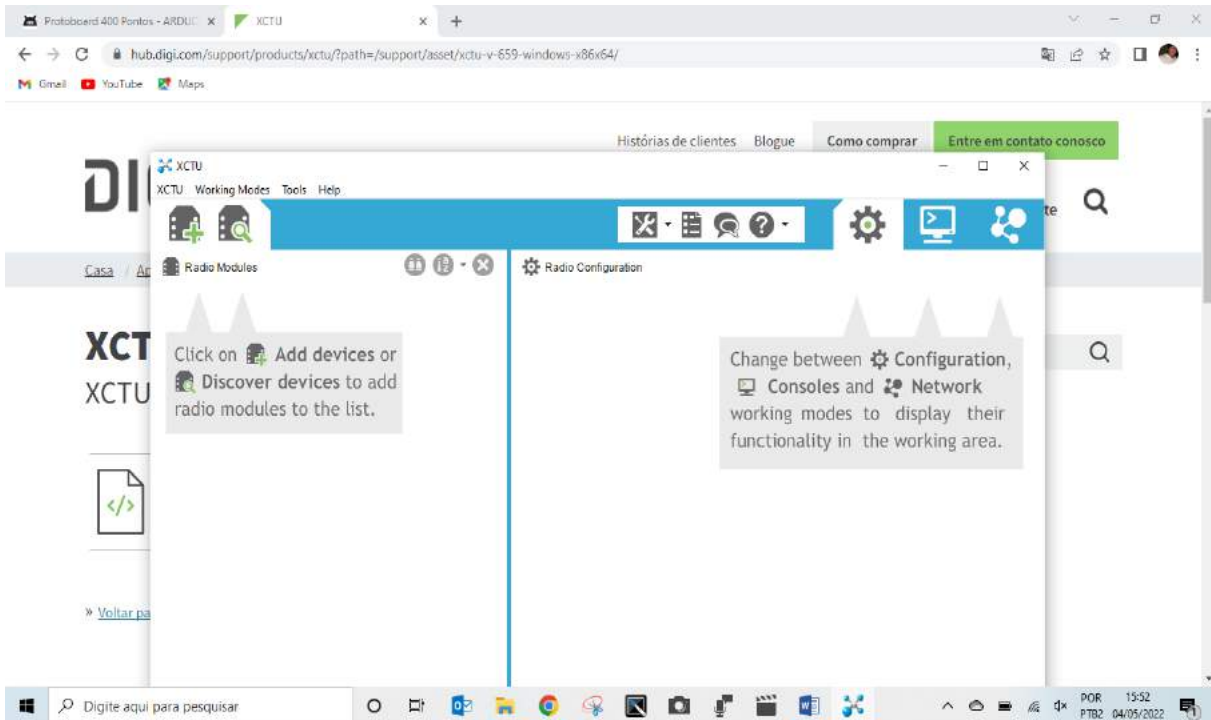 Protoboard 400 Pontos - ARDUI
XCTU
hub.digi.com/support/products/xctu/?path=/support/asset/xctu-v-659-windows-x86x64/
Gmail YouTube Maps
Histórias de clientes Blogue Como comprar Entre em contato conosco
DI
XCTU
XCTU Working Modes Tools Help
te
Casa /
Radio Modules
Radio Configuration
XCT
XCTU
Click on Add devices or
Discover devices to add
radio modules to the list.
Change between Configuration,
Consoles and Network
working modes to display their
functionality in the working area.
</>
» Voltar pa
Digite aqui para pesquisar
POR 15:52
PTB2 04/05/2022